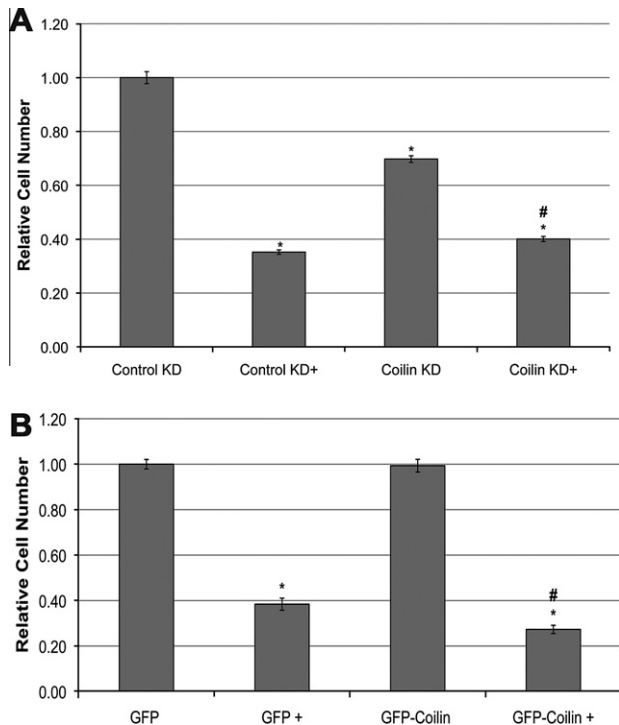 A
Relative Cell Number
1.20
1.00
0.80
0.60
0.40
0.20
0.00
*
*
#
*
Control KD
Control KD+
Coilin KD
Coilin KD+
B
Relative Cell Number
1.20
1.00
0.80
0.60
0.40
0.20
0.00
*
#
*
GFP
GFP +
GFP-Coilin
GFP-Coilin +